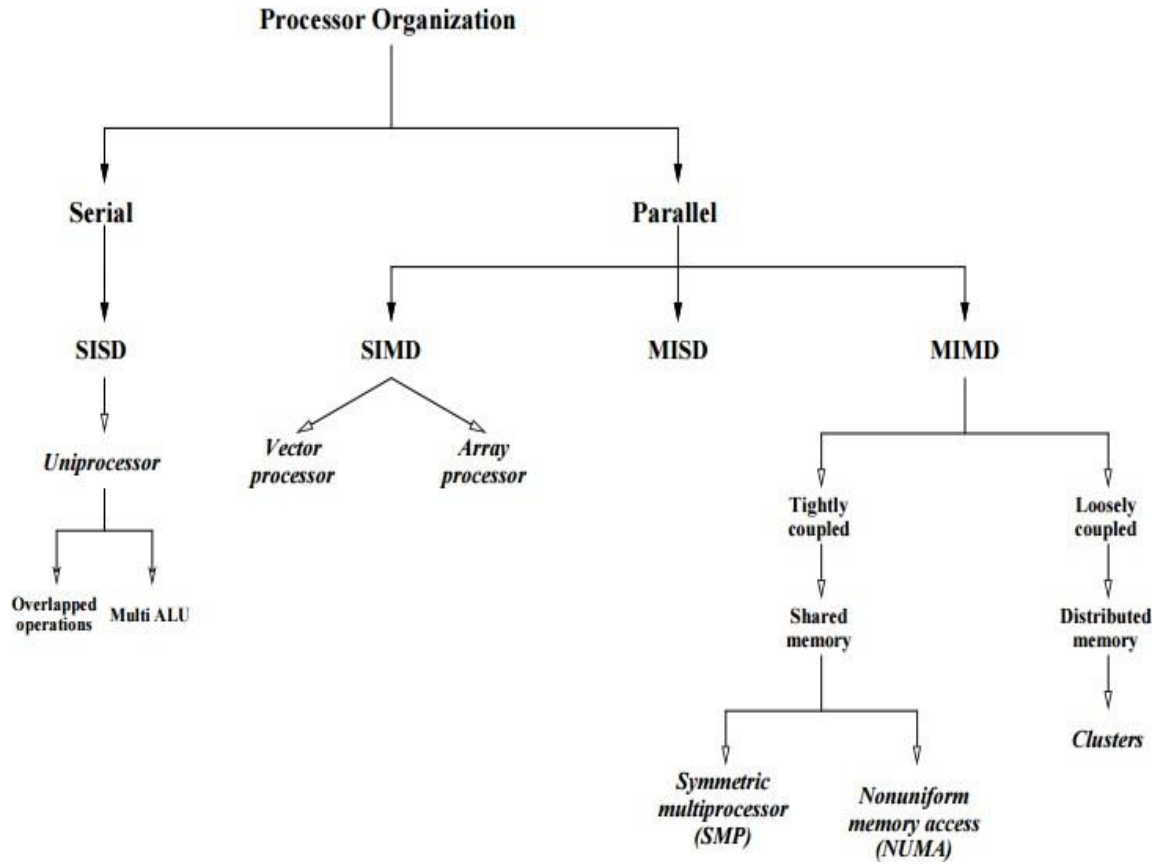 Processor Organization
Serial
Parallel
SISD
SIMD
MISD
MIMD
Uniprocessor
Vector
processor
Array
processor
Tightly
coupled
Loosely
coupled
Overlapped
operations
Multi ALU
Shared
memory
Distributed
memory
Clusters
Symmetric
multiprocessor
(SMP)
Nonuniform
memory access
(NUMA)